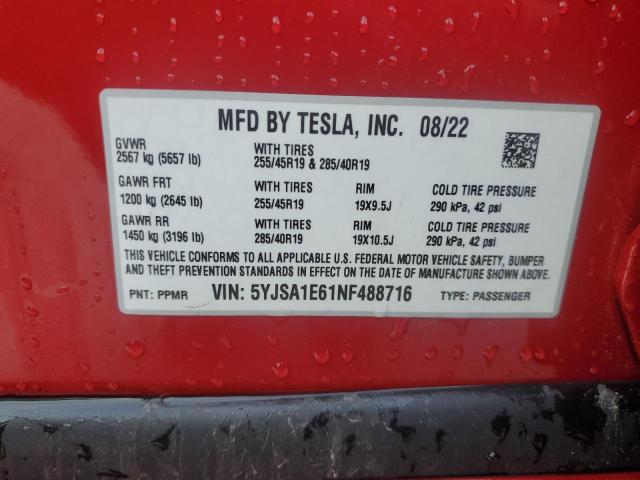 MFD BY TESLA, INC. 08/22
GVWR
2567 kg (5657 lb)
WITH TIRES
255/45R19 & 285/40R19
GAWR FRT
1200 kg (2645 lb)
WITH TIRES
255/45R19
RIM
19X9.5J
COLD TIRE PRESSURE
290 kPa, 42 psi
GAWR RR
1450 kg (3196 lb)
WITH TIRES
285/40R19
RIM
19X10.5J
COLD TIRE PRESSURE
290 kPa, 42 psi
THIS VEHICLE CONFORMS TO ALL APPLICABLE U.S. FEDERAL MOTOR VEHICLE SAFETY, BUMPER
AND THEFT PREVENTION STANDARDS IN EFFECT ON THE DATE OF MANUFACTURE SHOWN ABOVE.
PNT: PPMR VIN: 5YJSA1E61NF488716 TYPE: PASSENGER